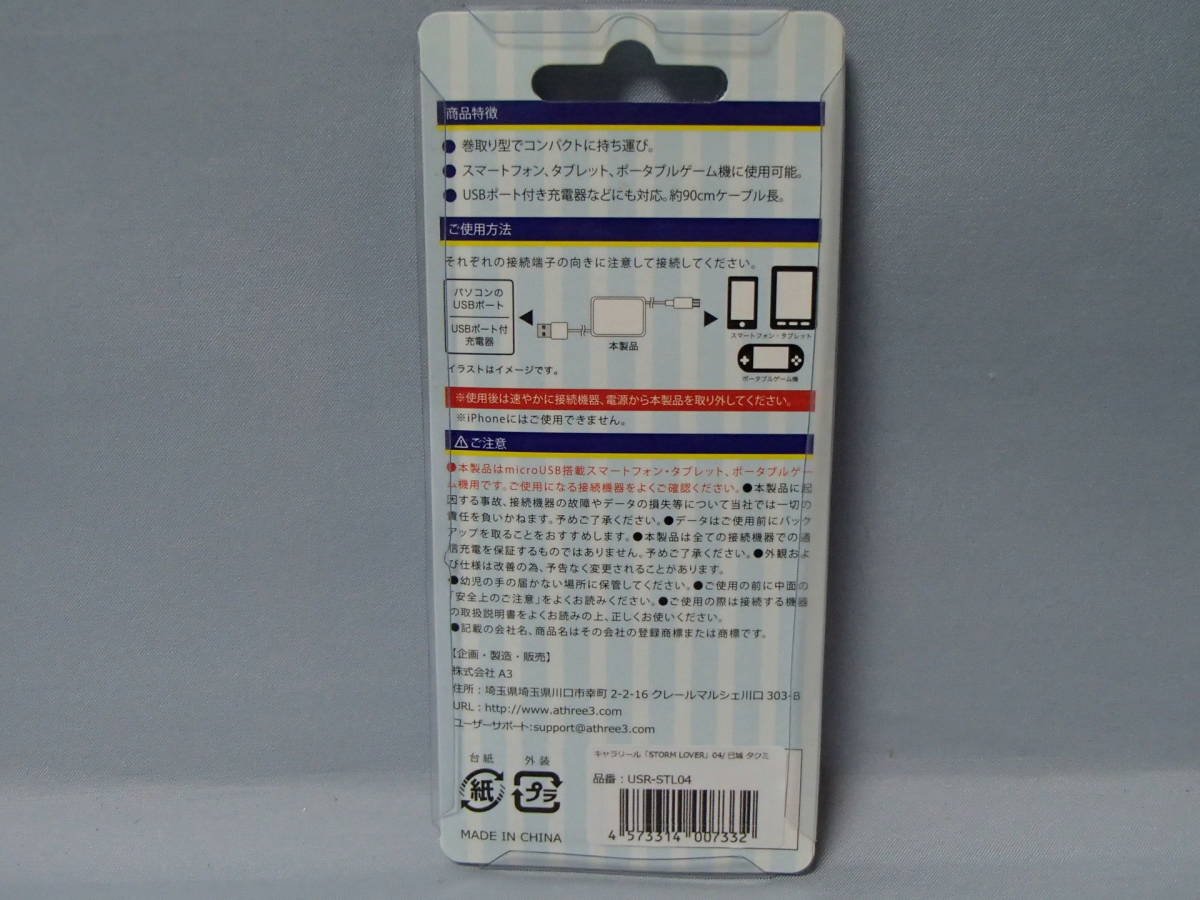 商品特徴
● 巻取り型でコンパクトに持ち運び。
● スマートフォン、タブレット、ポータブルゲーム機に使用可能。
● USBポート付き充電器などにも対応。約90cmケーブル長。
ご使用方法
それぞれの接続端子の向きに注意して接続してください。
パソコンの
USBポート
USBポート付
充電器
本製品
スマートフォン・タブレット
ポータブルゲーム機
イラストはイメージです。
※使用後は速やかに接続機器、電源から本製品を取り外してください。
※iPhoneにはご使用できません。
⚠ご注意
●本製品はmicroUSB搭載スマートフォン・タブレット、ポータブルゲー
ム機用です。ご使用になる接続機器をよくご確認ください。●本製品に起
因する事故、接続機器の故障やデータの損失等について当社では一切の
責任を負いかねます。予めご了承ください。●データはご使用前にバック
アップを取ることをおすすめします。●本製品は全ての接続機器での通
信充電を保証するものではありません。予めご了承ください。●外観およ
び仕様は改善の為、予告なく変更されることがあります。
●幼児の手の届かない場所に保管してください。●ご使用の前に中面の
「安全上のご注意」をよくお読みください。●ご使用の際は接続する機器
の取扱説明書をよくお読みの上、正しくお使いください。
●記載の会社名、商品名はその会社の登録商標または商標です。
【企画・製造・販売】
株式会社 A3
住所：埼玉県埼玉県川口市幸町 2-2-16 クレールマルシェ川口 303-B
URL：http://www.athree3.com
ユーザーサポート:support@athree3.com
台紙
紙
外装
プラ
MADE IN CHINA
キャラリール「STORM LOVER」04/ 巳城 タクミ
品番：USR-STL04
4 573314 007332